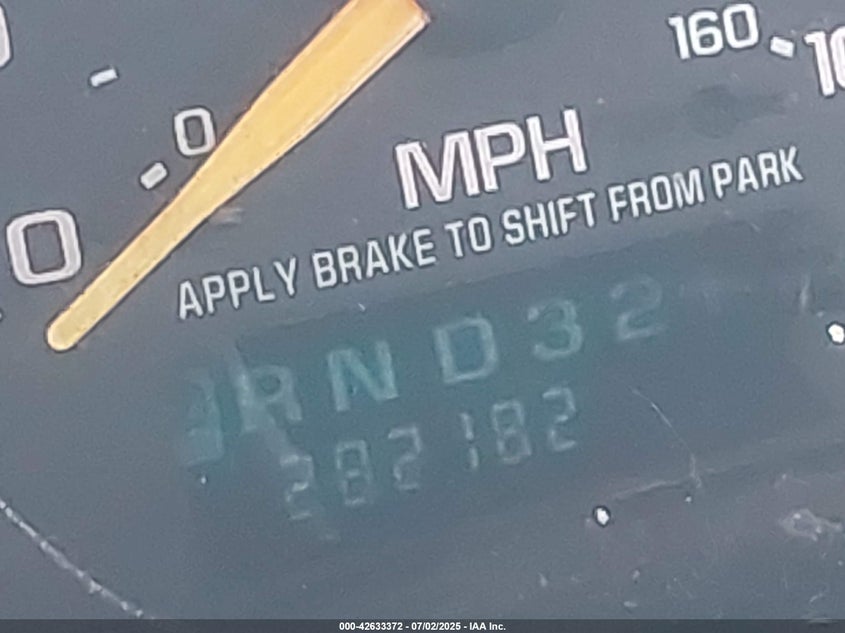 160
10
0
MPH
0
APPLY BRAKE TO SHIFT FROM PARK
RND32
282182
000-42633372 - 07/02/2025 - IAA Inc.